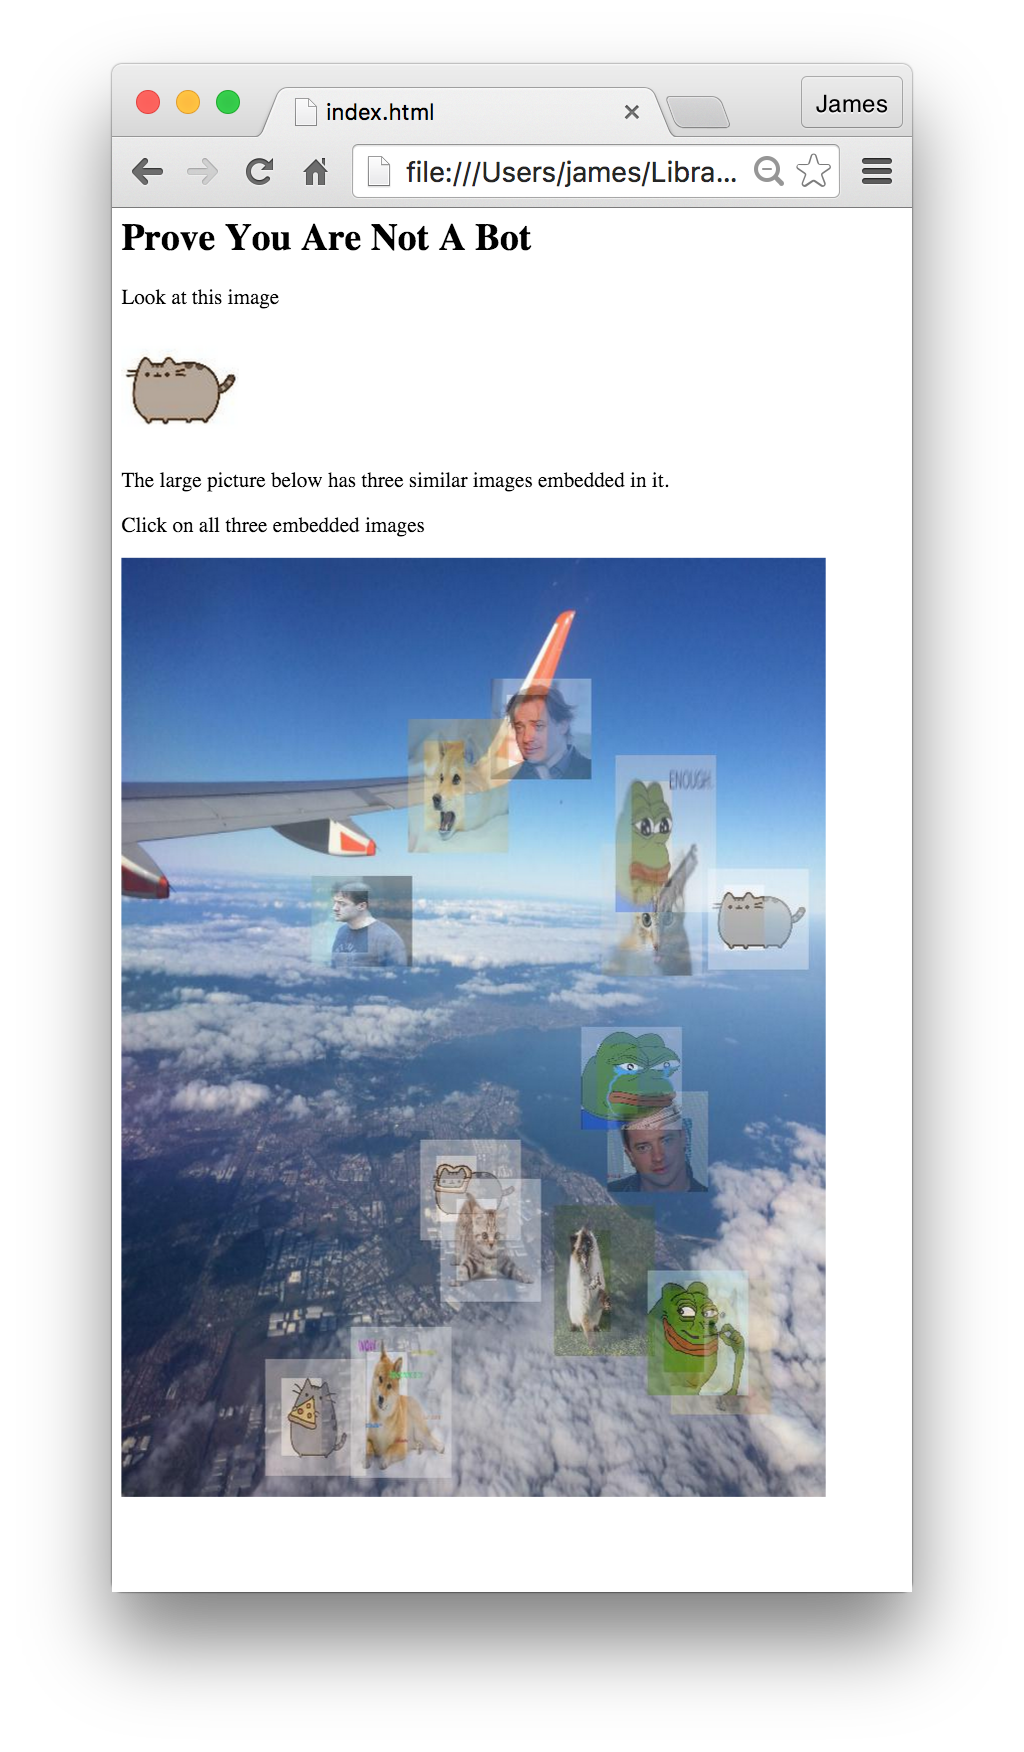 index.html
James
file:///Users/james/Libra...
Prove You Are Not A Bot
Look at this image
The large picture below has three similar images embedded in it.
Click on all three embedded images
ENOUGH
WOW